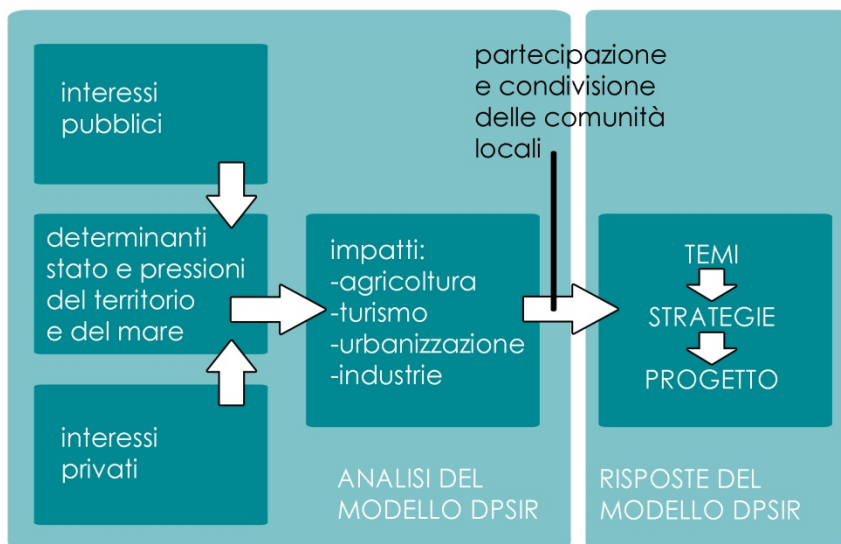 interessi
pubblici
determinanti
stato e pressioni
del territorio
e del mare
interessi
privati
impatti:
-agricoltura
-turismo
-urbanizzazione
-industrie
ANALISI DEL
MODELLO DPSIR
partecipazione
e condivisione
delle comunità
locali
TEMI
STRATEGIE
PROGETTO
RISPOSTE DEL
MODELLO DPSIR